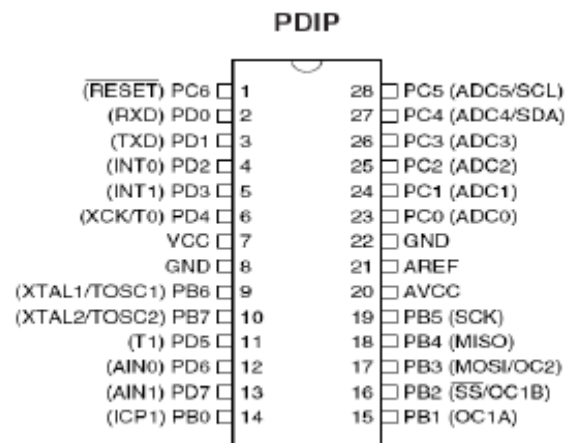 PDIP
(RESET) PC6 1 28 PC5 (ADC5/SCL)
(RXD) PD0 2 27 PC4 (ADC4/SDA)
(TXD) PD1 3 26 PC3 (ADC3)
(INT0) PD2 4 25 PC2 (ADC2)
(INT1) PD3 5 24 PC1 (ADC1)
(XCK/T0) PD4 6 23 PC0 (ADC0)
VCC 7 22 GND
GND 8 21 AREF
(XTAL1/TOSC1) PB6 9 20 AVCC
(XTAL2/TOSC2) PB7 10 19 PB5 (SCK)
(T1) PD5 11 18 PB4 (MISO)
(AIN0) PD6 12 17 PB3 (MOSI/OC2)
(AIN1) PD7 13 16 PB2 (SS/OC1B)
(ICP1) PB0 14 15 PB1 (OC1A)